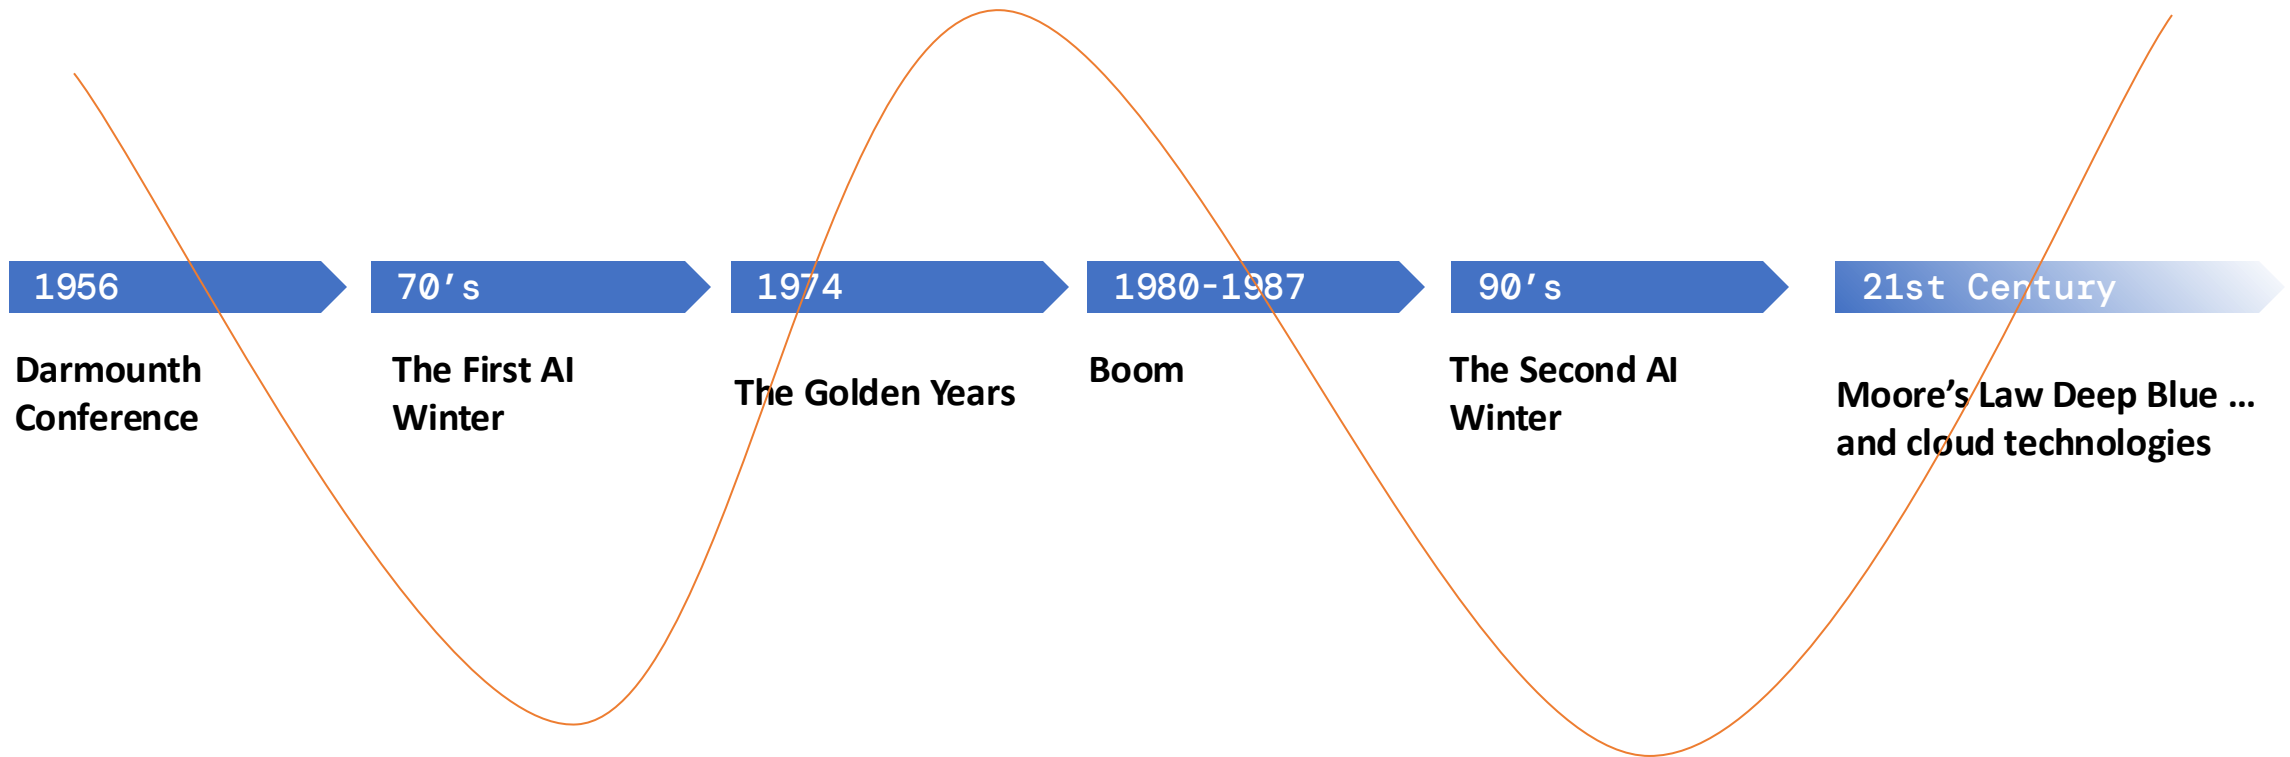 1956
Darmounth
Conference
70's
The First AI
Winter
1974
The Golden Years
1980-1987
Boom
90's
The Second AI
Winter
21st Century
Moore’s Law Deep Blue ...
and cloud technologies